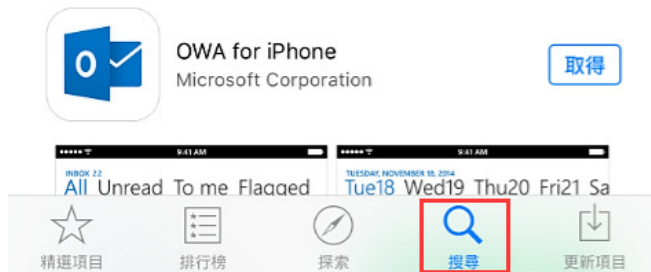 OWA for iPhone
Microsoft Corporation
取得
9:41 AM
INBOX 22
All Unread To me Flagged
9:41 AM
TUESDAY, NOVEMBER 18, 2014
Tue18 Wed19 Thu20 Fri21 Sa
精選項目 排行榜 探索 搜尋 更新項目